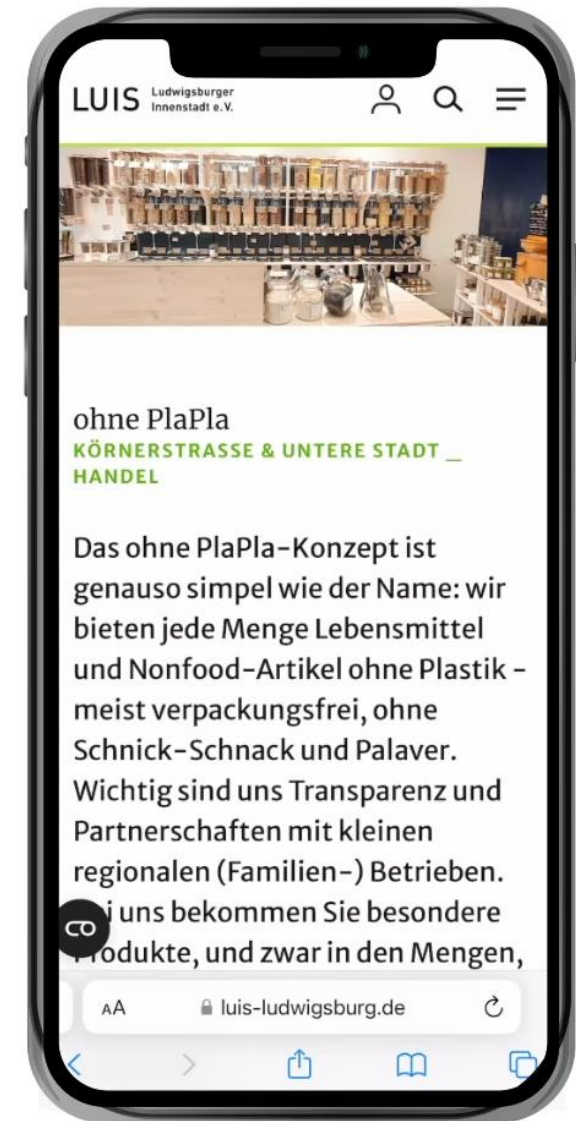 LUIS Ludwigsburger
Innenstadt e.V.
ohne PlaPla
KÖRNERSTRASSE & UNTERE STADT _
HANDEL
Das ohne PlaPla-Konzept ist
genauso simpel wie der Name: wir
bieten jede Menge Lebensmittel
und Nonfood-Artikel ohne Plastik -
meist verpackungsfrei, ohne
Schnick-Schnack und Palaver.
Wichtig sind uns Transparenz und
Partnerschaften mit kleinen
regionalen (Familien-) Betrieben.
uns bekommen Sie besondere
, und zwar in den Mengen,
AA luis-ludwigsburg.de